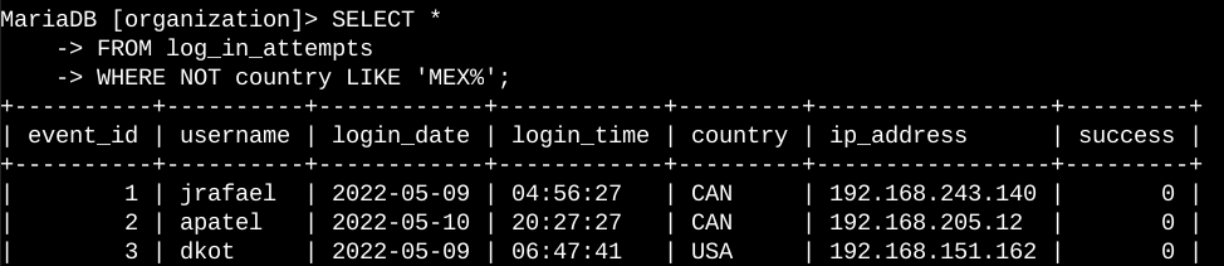 MariaDB [organization]> SELECT *
    -> FROM log_in_attempts
    -> WHERE NOT country LIKE 'MEX%';
+----------+----------+------------+------------+---------+-----------------+---------+
| event_id | username | login_date | login_time | country | ip_address      | success |
+----------+----------+------------+------------+---------+-----------------+---------+
|        1 | jrafael  | 2022-05-09 | 04:56:27   | CAN     | 192.168.243.140 |       0 |
|        2 | apatel   | 2022-05-10 | 20:27:27   | CAN     | 192.168.205.12  |       0 |
|        3 | dkot     | 2022-05-09 | 06:47:41   | USA     | 192.168.151.162 |       0 |